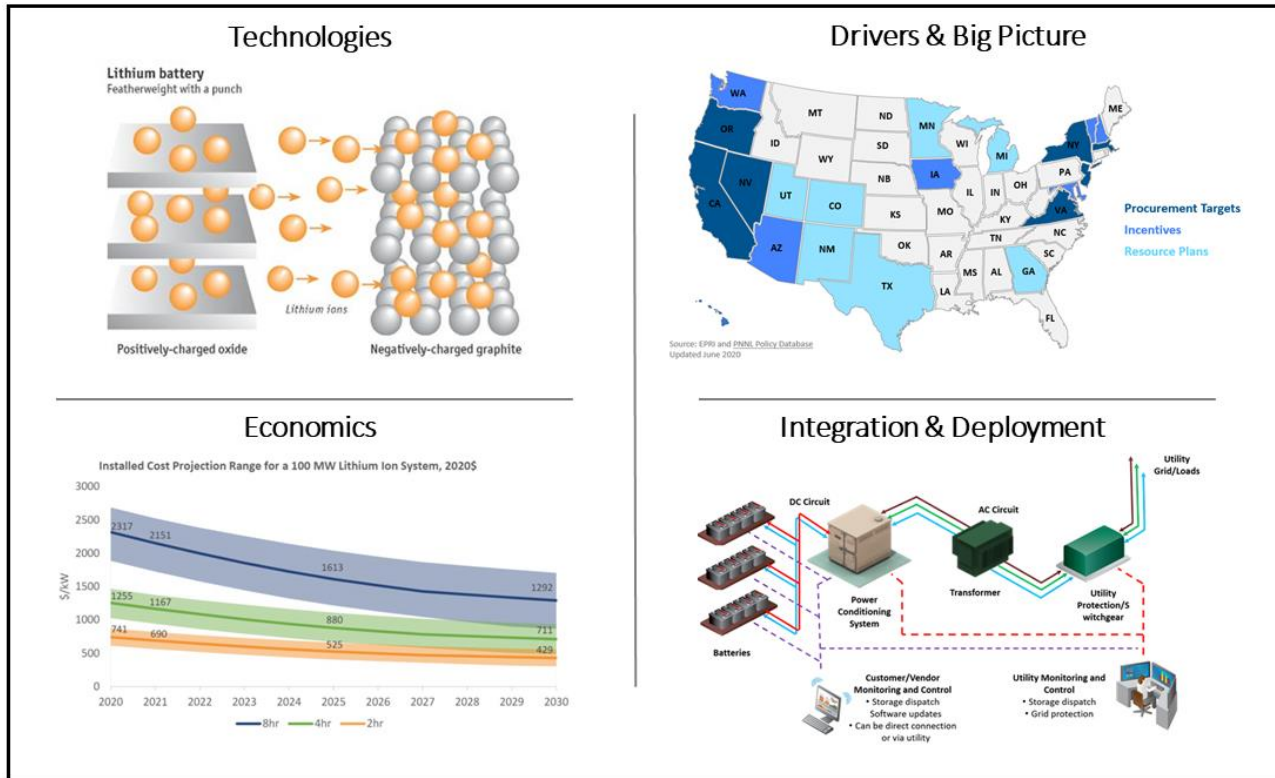 Technologies
Lithium battery
Featherweight with a punch
Lithium ions
Positively-charged oxide
Negatively-charged graphite
Drivers & Big Picture
WA
OR
CA
NV
ID
MT
WY
UT
AZ
CO
NM
ND
SD
NB
KS
OK
TX
MN
IA
MO
AR
LA
WI
IL
MI
IN
OH
KY
TN
MS
AL
GA
FL
SC
NC
VA
PA
NY
ME
Procurement Targets
Incentives
Resource Plans
Source: EPRI and PNNL Policy Database
Updated June 2020
Economics
Installed Cost Projection Range for a 100 MW Lithium Ion System, 2020$
$/kW
3000
2500
2000
1500
1000
500
0
2317
2151
1613
1292
1255
1167
880
711
741
690
525
429
2020 2021 2022 2023 2024 2025 2026 2027 2028 2029 2030
8hr 4hr 2hr
Integration & Deployment
Utility
Grid/Loads
DC Circuit
AC Circuit
Batteries
Power
Conditioning
System
Transformer
Utility
Protection/S
witchgear
Customer/Vendor
Monitoring and Control
• Storage dispatch
Software updates
• Can be direct connection
or via utility
Utility Monitoring and
Control
• Storage dispatch
• Grid protection